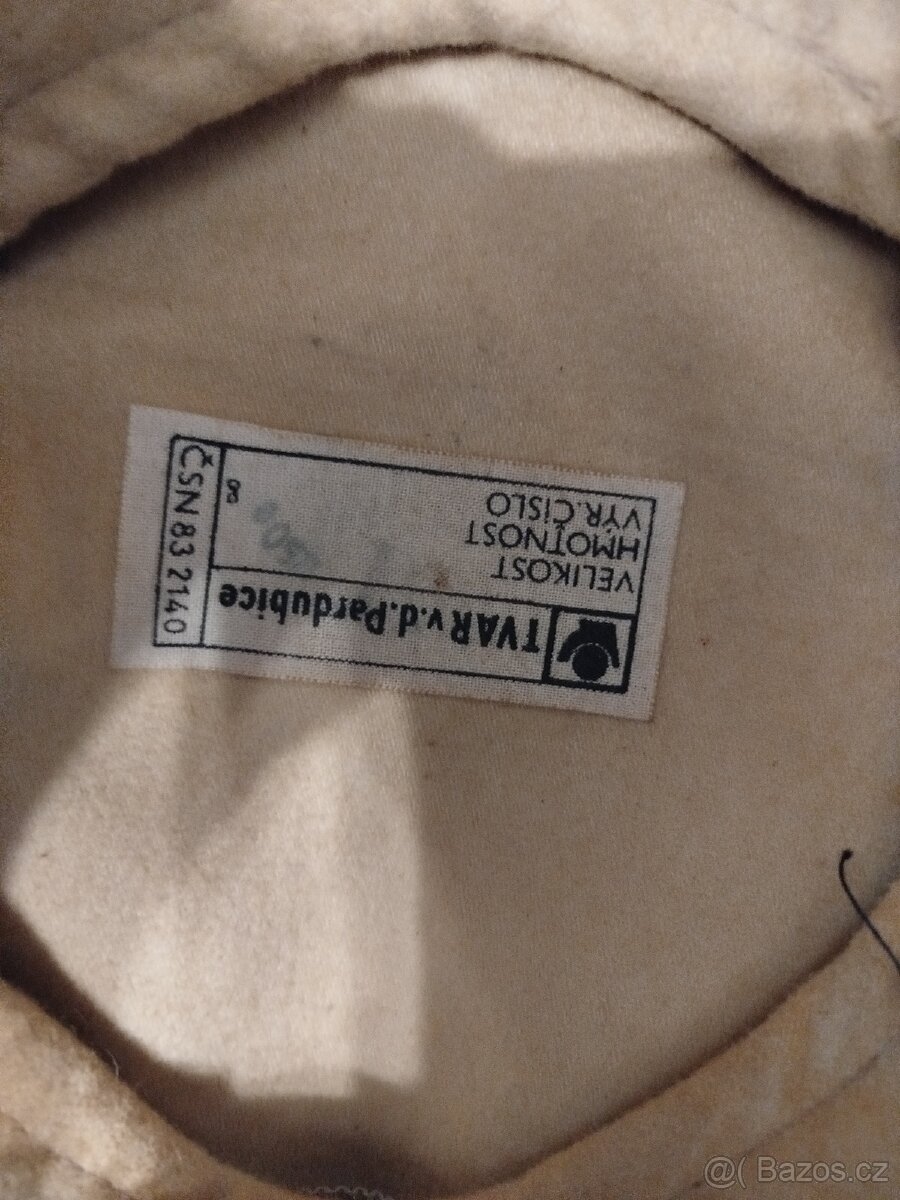 TVAR v.d. Pardubice
VELIKOST
HMOTNOST
VÝR.ČÍSLO
g
ČSN 83 2140
@( Bazos.cz